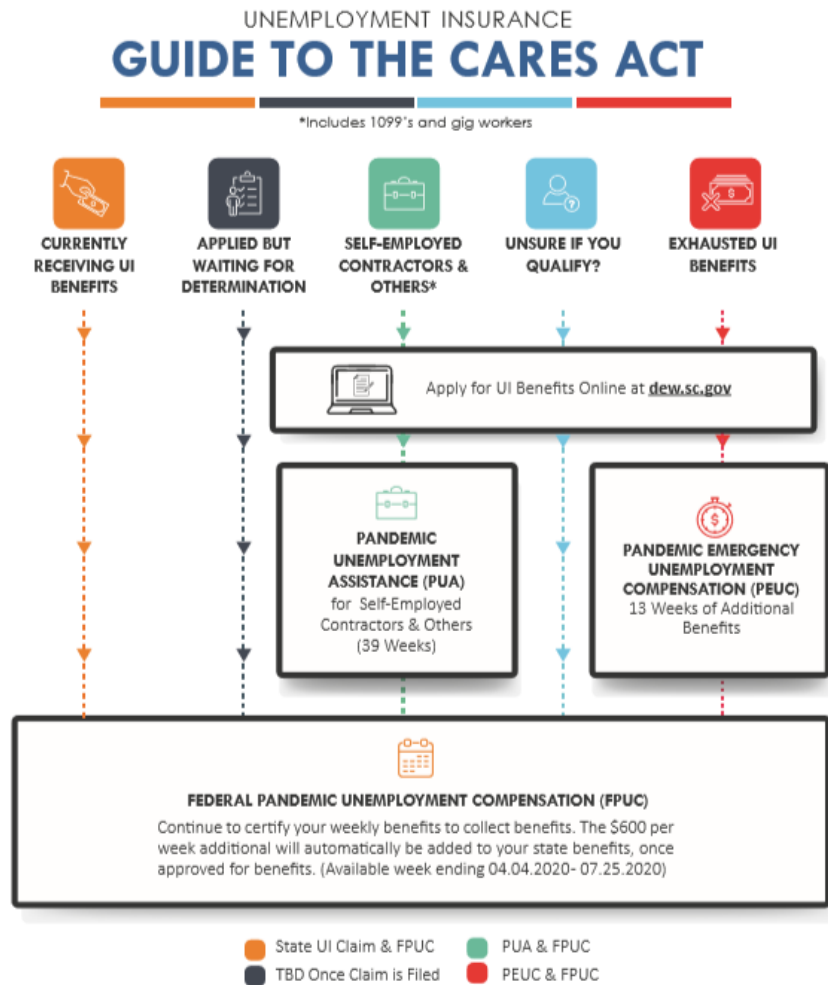 UNEMPLOYMENT INSURANCE
GUIDE TO THE CARES ACT
*Includes 1099's and gig workers
CURRENTLY
RECEIVING UI
BENEFITS
APPLIED BUT
WAITING FOR
DETERMINATION
SELF-EMPLOYED
CONTRACTORS &
OTHERS*
UNSURE IF YOU
QUALIFY?
EXHAUSTED UI
BENEFITS
Apply for UI Benefits Online at dew.sc.gov
PANDEMIC
UNEMPLOYMENT
ASSISTANCE (PUA)
for Self-Employed
Contractors & Others
(39 Weeks)
PANDEMIC EMERGENCY
UNEMPLOYMENT
COMPENSATION (PEUC)
13 Weeks of Additional
Benefits
FEDERAL PANDEMIC UNEMPLOYMENT COMPENSATION (FPUC)
Continue to certify your weekly benefits to collect benefits. The $600 per
week additional will automatically be added to your state benefits, once
approved for benefits. (Available week ending 04.04.2020- 07.25.2020)
State UI Claim & FPUC
PUA & FPUC
TBD Once Claim is Filed
PEUC & FPUC